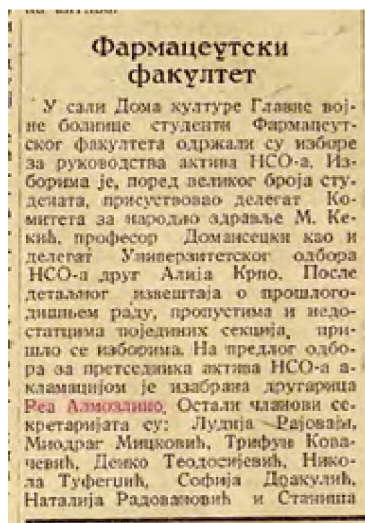 Фармацеутски
факултет
У сали Дома културе Главне вој-
не болнице студенти Фармацеут-
ског факултета одржали су изборе
за руководства актива НСО-а. Из-
борима је, поред великог броја сту-
дената, присуствовао делегат Ко-
митета за народно здравље М. Ке-
кић, професор Домансецки као и
делегат Универзитетског одбора
НСО-а друг Алија Крпо. После
детаљног извештаја о прошлого-
дишњем раду, пропустима и недо-
статцима појединих секција, при-
шло се изборима. На предлог одбо-
ра за претседника актива НСО-а а-
кламацијом је изабрана другарица
Реа Алмозлино. Остали чланови се-
кретаријата су: Лудија Рајовајн,
Миодраг Мицковић, Трифун Кова-
чевић, Денко Теодосијевић, Нико-
ла Туфегџић, Софија Дракулић,
Наталија Радовановић и Станица